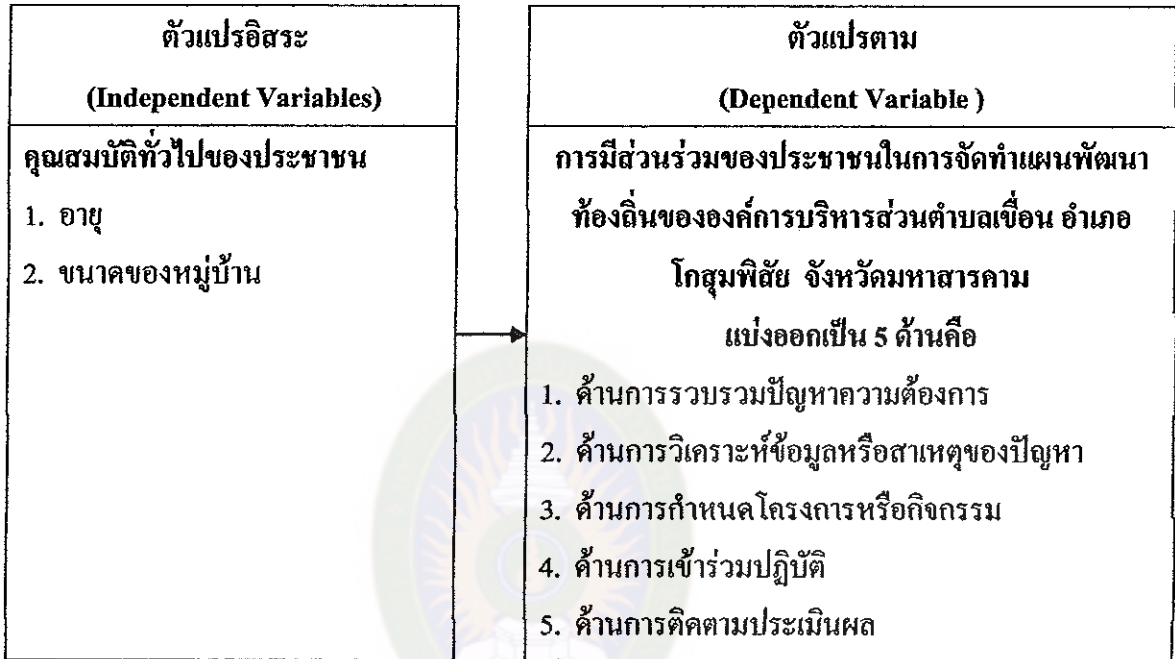 ตัวแปรอิสระ
(Independent Variables)
คุณสมบัติทั่วไปของประชาชน
1. อายุ
2. ขนาดของหมู่บ้าน
ตัวแปรตาม
(Dependent Variable )
การมีส่วนร่วมของประชาชนในการจัดทำแผนพัฒนา
ท้องถิ่นขององค์การบริหารส่วนตำบลเขื่อน อำเภอ
โกสุมพิสัย จังหวัดมหาสารคาม
แบ่งออกเป็น 5 ด้านคือ
1. ด้านการรวบรวมปัญหาความต้องการ
2. ด้านการวิเคราะห์ข้อมูลหรือสาเหตุของปัญหา
3. ด้านการกำหนดโครงการหรือกิจกรรม
4. ด้านการเข้าร่วมปฏิบัติ
5. ด้านการติดตามประเมินผล